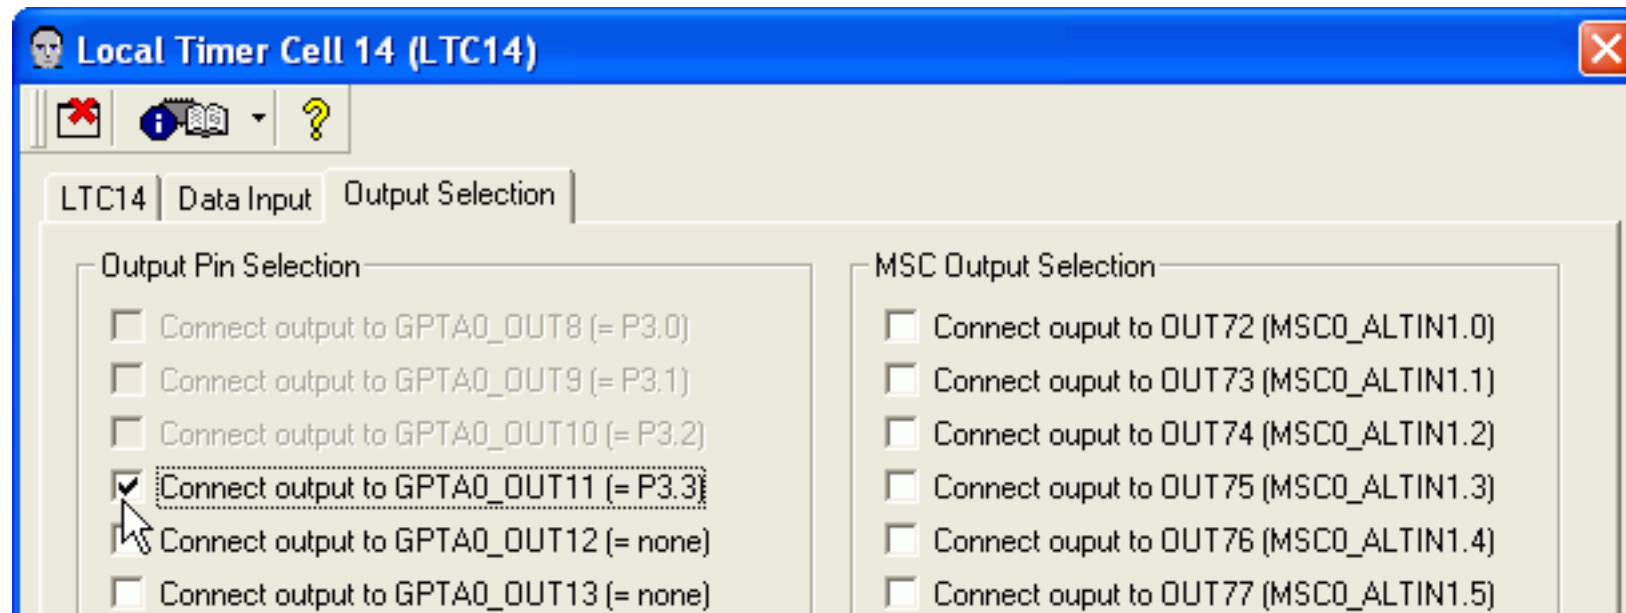 Local Timer Cell 14 (LTC14)
LTC14
Data Input
Output Selection
Output Pin Selection
Connect output to GPTA0_OUT8 (= P3.0)
Connect output to GPTA0_OUT9 (= P3.1)
Connect output to GPTA0_OUT10 (= P3.2)
Connect output to GPTA0_OUT11 (= P3.3)
Connect output to GPTA0_OUT12 (= none)
Connect output to GPTA0_OUT13 (= none)
MSC Output Selection
Connect ouput to OUT72 (MSC0_ALTIN1.0)
Connect ouput to OUT73 (MSC0_ALTIN1.1)
Connect ouput to OUT74 (MSC0_ALTIN1.2)
Connect ouput to OUT75 (MSC0_ALTIN1.3)
Connect ouput to OUT76 (MSC0_ALTIN1.4)
Connect ouput to OUT77 (MSC0_ALTIN1.5)